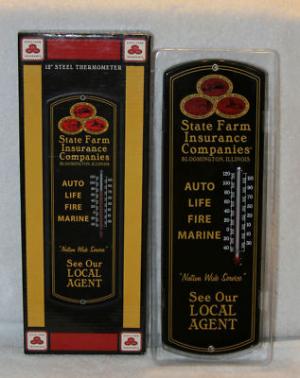 12" STEEL THERMOMETER
State Farm
Insurance
Companies
BLOOMINGTON, ILLINOIS
AUTO
LIFE
FIRE
MARINE
"Nation Wide Service"
See Our
LOCAL
AGENT
State Farm
Insurance
Companies
BLOOMINGTON, ILLINOIS
AUTO
LIFE
FIRE
MARINE
"Nation Wide Service"
See Our
LOCAL
AGENT